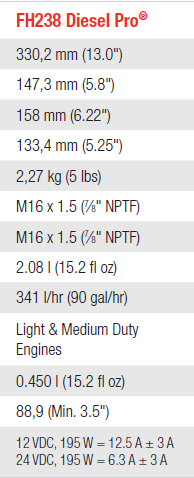 FH238 Diesel Pro®
330,2 mm (13.0")
147,3 mm (5.8")
158 mm (6.22")
133,4 mm (5.25")
2,27 kg (5 lbs)
M16 x 1.5 (⅞" NPTF)
M16 x 1.5 (⅞" NPTF)
2.08 l (15.2 fl oz)
341 l/hr (90 gal/hr)
Light & Medium Duty
Engines
0.450 l (15.2 fl oz)
88,9 (Min. 3.5")
12 VDC, 195 W = 12.5 A ± 3 A
24 VDC, 195 W = 6.3 A ± 3 A